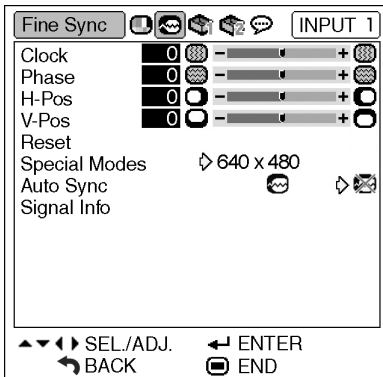 Fine Sync INPUT 1
Clock 0 - +
Phase 0 - +
H-Pos 0 - +
V-Pos 0 - +
Reset
Special Modes 640 x 480
Auto Sync
Signal Info
SEL./ADJ. ENTER
BACK END